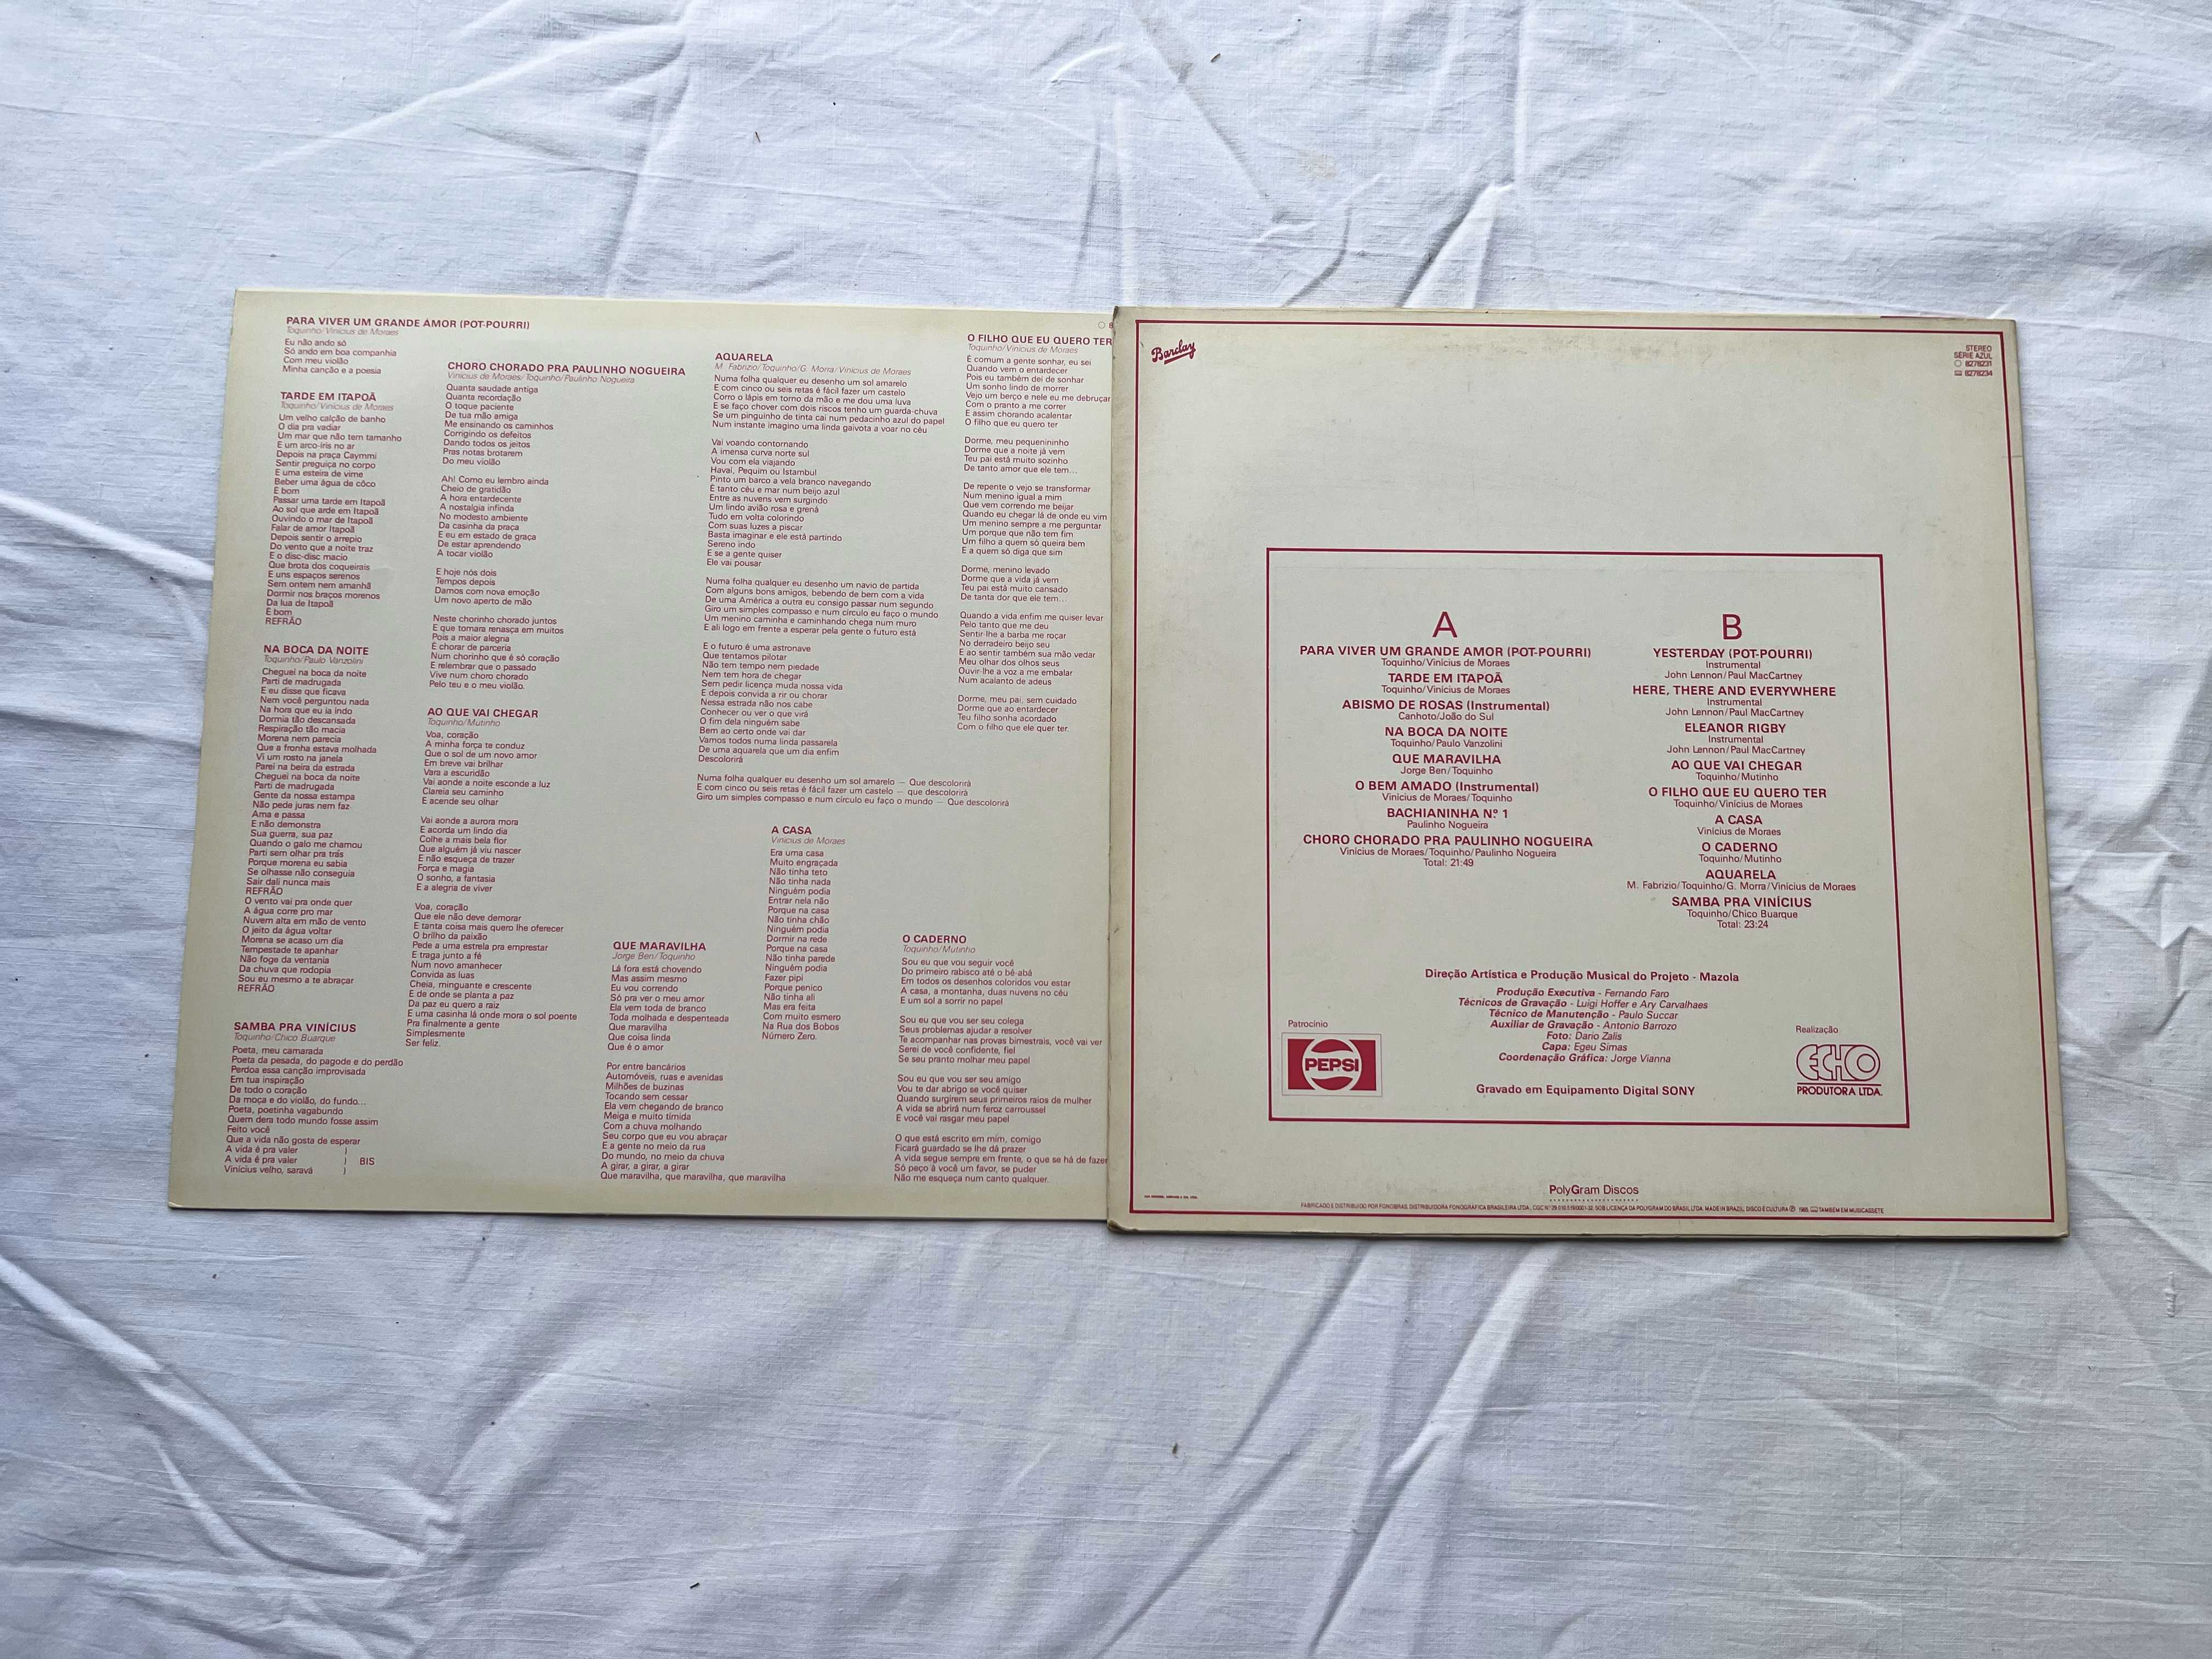 PARA VIVER UM GRANDE AMOR (POT-POURRI)
Toquinho/Vinícius de Moraes
Eu não ando só
Só ando em boa companhia
Com meu violão
Minha canção e a poesia
TARDE EM ITAPOÃ
Toquinho/Vinícius de Moraes
Um velho calção de banho
O dia pra vadiar
Um mar que não tem tamanho
E um arco-íris no ar
Depois na praça Caymmi
Sentir preguiça no corpo
E uma esteira de vime
Beber uma água de côco
É bom
Passar uma tarde em Itapoã
Ao sol que arde em Itapoã
Ouvindo o mar de Itapoã
Falar de amor Itapoã
Depois sentir o arrepio
Do vento que a noite traz
E o disc-disc macio
Que brota dos coqueirais
E uns espaços serenos
Sem ontem nem amanhã
Dormir nos braços morenos
Da lua de Itapoã
É bom
REFRÃO
NA BOCA DA NOITE
Toquinho/Paulo Vanzolini
Cheguei na boca da noite
Parti de madrugada
E eu disse que ficava
Nem você perguntou nada
Na hora que eu ia indo
Dormia tão descansada
Respiração tão macia
Morena nem parecia
Que a fronha estava molhada
Vi um rosto na janela
Parei na beira da estrada
Cheguei na boca da noite
Parti de madrugada
Gente da nossa estampa
Não pede juras nem faz
Ama e passa
E não demonstra
Sua guerra, sua paz
Quando o galo me chamou
Parti sem olhar pra trás
Porque morena eu sabia
Se olhasse não conseguia
Sair dali nunca mais
REFRÃO
O vento vai pra onde quer
A água corre pro mar
Nuvem alta em mão de vento
O jeito da água voltar
Morena se acaso um dia
Tempestade te apanhar
Não foge da ventania
Da chuva que rodopia
Sou eu mesmo a te abraçar
REFRÃO
SAMBA PRA VINÍCIUS
Toquinho/Chico Buarque
Poeta, meu camarada
Poeta da pesada, do pagode e do perdão
Perdoa essa canção improvisada
Em tua inspiração
De todo o coração
Da moça e do violão, do fundo...
Poeta, poetinha vagabundo
Quem dera todo mundo fosse assim
Feito você
Que a vida não gosta de esperar
A vida é pra valer )
A vida é pra valer ) BIS
Vinícius velho, saravá )
CHORO CHORADO PRA PAULINHO NOGUEIRA
Vinícius de Moraes/Toquinho/Paulinho Nogueira
Quanta saudade antiga
Quanta recordação
O toque paciente
De tua mão amiga
Me ensinando os caminhos
Corrigindo os defeitos
Dando todos os jeitos
Pras notas brotarem
Do meu violão
Ah! Como eu lembro ainda
Cheio de gratidão
A hora entardecente
A nostalgia infinda
No modesto ambiente
Da casinha da praça
E eu em estado de graça
De estar aprendendo
A tocar violão
E hoje nós dois
Tempos depois
Damos com nova emoção
Um novo aperto de mão
Neste chorinho chorado juntos
E que tomara renasça em muitos
Pois a maior alegria
É chorar de parceria
Num chorinho que é só coração
E relembrar que o passado
Vive num choro chorado
Pelo teu e o meu violão.
AO QUE VAI CHEGAR
Toquinho/Mutinho
Voa, coração
A minha força te conduz
Que o sol de um novo amor
Em breve vai brilhar
Vara a escuridão
Vai aonde a noite esconde a luz
Clareia seu caminho
E acende seu olhar
Vai aonde a aurora mora
E acorda um lindo dia
Colhe a mais bela flor
Que alguém já viu nascer
E não esqueça de trazer
Força e magia
O sonho, a fantasia
E a alegria de viver
Voa, coração
Que ele não deve demorar
E tanta coisa mais quero lhe oferecer
O brilho da paixão
Pede a uma estrela pra emprestar
E traga junto a fé
Num novo amanhecer
Convida as luas
Cheia, minguante e crescente
E de onde se planta a paz
Da paz eu quero a raiz
E uma casinha lá onde mora o sol poente
Pra finalmente a gente
Simplesmente
Ser feliz.
AQUARELA
M. Fabrizio/Toquinho/G. Morra/Vinícius de Moraes
Numa folha qualquer eu desenho um sol amarelo
E com cinco ou seis retas é fácil fazer um castelo
Corro o lápis em torno da mão e me dou uma luva
E se faço chover com dois riscos tenho um guarda-chuva
Se um pinguinho de tinta cai num pedacinho azul do papel
Num instante imagino uma linda gaivota a voar no céu
Vai voando contornando
A imensa curva norte sul
Vou com ela viajando
Havaí, Pequim ou Istambul
Pinto um barco a vela branco navegando
É tanto céu e mar num beijo azul
Entre as nuvens vem surgindo
Um lindo avião rosa e grená
Tudo em volta colorindo
Com suas luzes a piscar
Basta imaginar e ele está partindo
Sereno indo
E se a gente quiser
Ele vai pousar
Numa folha qualquer eu desenho um navio de partida
Com alguns bons amigos, bebendo de bem com a vida
De uma América a outra eu consigo passar num segundo
Giro um simples compasso e num círculo eu faço o mundo
Um menino caminha e caminhando chega num muro
E ali logo em frente a esperar pela gente o futuro está
E o futuro é uma astronave
Que tentamos pilotar
Não tem tempo nem piedade
Nem tem hora de chegar
Sem pedir licença muda nossa vida
E depois convida a rir ou chorar
Nessa estrada não nos cabe
Conhecer ou ver o que virá
O fim dela ninguém sabe
Bem ao certo onde vai dar
Vamos todos numa linda passarela
De uma aquarela que um dia enfim
Descolorirá
Numa folha qualquer eu desenho um sol amarelo — Que descolorirá
E com cinco ou seis retas é fácil fazer um castelo — que descolorirá
Giro um simples compasso e num círculo eu faço o mundo — Que descolorirá
QUE MARAVILHA
Jorge Ben/Toquinho
Lá fora está chovendo
Mas assim mesmo
Eu vou correndo
Só pra ver o meu amor
Ela vem toda de branco
Toda molhada e despenteada
Que maravilha
Que coisa linda
Que é o amor
Por entre bancários
Automóveis, ruas e avenidas
Milhões de buzinas
Tocando sem cessar
Ela vem chegando de branco
Meiga e muito tímida
Com a chuva molhando
Seu corpo que eu vou abraçar
E a gente no meio da rua
Do mundo, no meio da chuva
A girar, a girar, a girar
Que maravilha, que maravilha, que maravilha
A CASA
Vinícius de Moraes
Era uma casa
Muito engraçada
Não tinha teto
Não tinha nada
Ninguém podia
Entrar nela não
Porque na casa
Não tinha chão
Ninguém podia
Dormir na rede
Porque na casa
Não tinha parede
Ninguém podia
Fazer pipi
Porque penico
Não tinha ali
Mas era feita
Com muito esmero
Na Rua dos Bobos
Número Zero.
O FILHO QUE EU QUERO TER
Toquinho/Vinícius de Moraes
É comum a gente sonhar, eu sei
Quando vem o entardecer
Pois eu também dei de sonhar
Um sonho lindo de morrer
Vejo um berço e nele eu me debruçar
Com o pranto a me correr
E assim chorando acalentar
O filho que eu quero ter
Dorme, meu pequenininho
Dorme que a noite já vem
Teu pai está muito sozinho
De tanto amor que ele tem...
De repente o vejo se transformar
Num menino igual a mim
Que vem correndo me beijar
Quando eu chegar lá de onde eu vim
Um menino sempre a me perguntar
Um porque que não tem fim
Um filho a quem só queira bem
E a quem só diga que sim
Dorme, menino levado
Dorme que a vida já vem
Teu pai está muito cansado
De tanta dor que ele tem...
Quando a vida enfim me quiser levar
Pelo tanto que me deu
Sentir-lhe a barba me roçar
No derradeiro beijo seu
E ao sentir também sua mão vedar
Meu olhar dos olhos seus
Ouvir-lhe a voz a me embalar
Num acalanto de adeus
Dorme, meu pai, sem cuidado
Dorme que ao entardecer
Teu filho sonha acordado
Com o filho que ele quer ter.
O CADERNO
Toquinho/Mutinho
Sou eu que vou seguir você
Do primeiro rabisco até o bê-abá
Em todos os desenhos coloridos vou estar
A casa, a montanha, duas nuvens no céu
E um sol a sorrir no papel
Sou eu que vou ser seu colega
Seus problemas ajudar a resolver
Te acompanhar nas provas bimestrais, você vai ver
Serei de você confidente, fiel
Se seu pranto molhar meu papel
Sou eu que vou ser seu amigo
Vou te dar abrigo se você quiser
Quando surgirem seus primeiros raios de mulher
A vida se abrirá num feroz carroussel
E você vai rasgar meu papel
O que está escrito em mim, comigo
Ficará guardado se lhe dá prazer
A vida segue sempre em frente, o que se há de fazer
Só peço à você um favor, se puder
Não me esqueça num canto qualquer.
Barclay
STEREO
SÉRIE AZUL
8278231
8278234
A
PARA VIVER UM GRANDE AMOR (POT-POURRI)
Toquinho/Vinícius de Moraes
TARDE EM ITAPOÃ
Toquinho/Vinícius de Moraes
ABISMO DE ROSAS (Instrumental)
Canhoto/João do Sul
NA BOCA DA NOITE
Toquinho/Paulo Vanzolini
QUE MARAVILHA
Jorge Ben/Toquinho
O BEM AMADO (Instrumental)
Vinícius de Moraes/Toquinho
BACHIANINHA N.º 1
Paulinho Nogueira
CHORO CHORADO PRA PAULINHO NOGUEIRA
Vinícius de Moraes/Toquinho/Paulinho Nogueira
Total: 21:49
B
YESTERDAY (POT-POURRI)
Instrumental
John Lennon/Paul MacCartney
HERE, THERE AND EVERYWHERE
Instrumental
John Lennon/Paul MacCartney
ELEANOR RIGBY
Instrumental
John Lennon/Paul MacCartney
AO QUE VAI CHEGAR
Toquinho/Mutinho
O FILHO QUE EU QUERO TER
Toquinho/Vinícius de Moraes
A CASA
Vinícius de Moraes
O CADERNO
Toquinho/Mutinho
AQUARELA
M. Fabrizio/Toquinho/G. Morra/Vinícius de Moraes
SAMBA PRA VINÍCIUS
Toquinho/Chico Buarque
Total: 23:24
Direção Artística e Produção Musical do Projeto - Mazola
Produção Executiva - Fernando Faro
Técnicos de Gravação - Luigi Hoffer e Ary Carvalhaes
Técnico de Manutenção - Paulo Succar
Auxiliar de Gravação - Antonio Barrozo
Foto: Dario Zalis
Capa: Egeu Simas
Coordenação Gráfica: Jorge Vianna
Gravado em Equipamento Digital SONY
Patrocínio
PEPSI
Realização
ECHO
PRODUTORA LTDA.
PolyGram Discos
FABRICADO E DISTRIBUIDO POR FONOBRAS, DISTRIBUIDORA FONOGRÁFICA BRASILEIRA LTDA., SOB LICENÇA DA POLYGRAM DO BRASIL LTDA. MADE IN BRAZIL. DISCO É CULTURA Ⓟ TAMBÉM EM MUSICASSETE